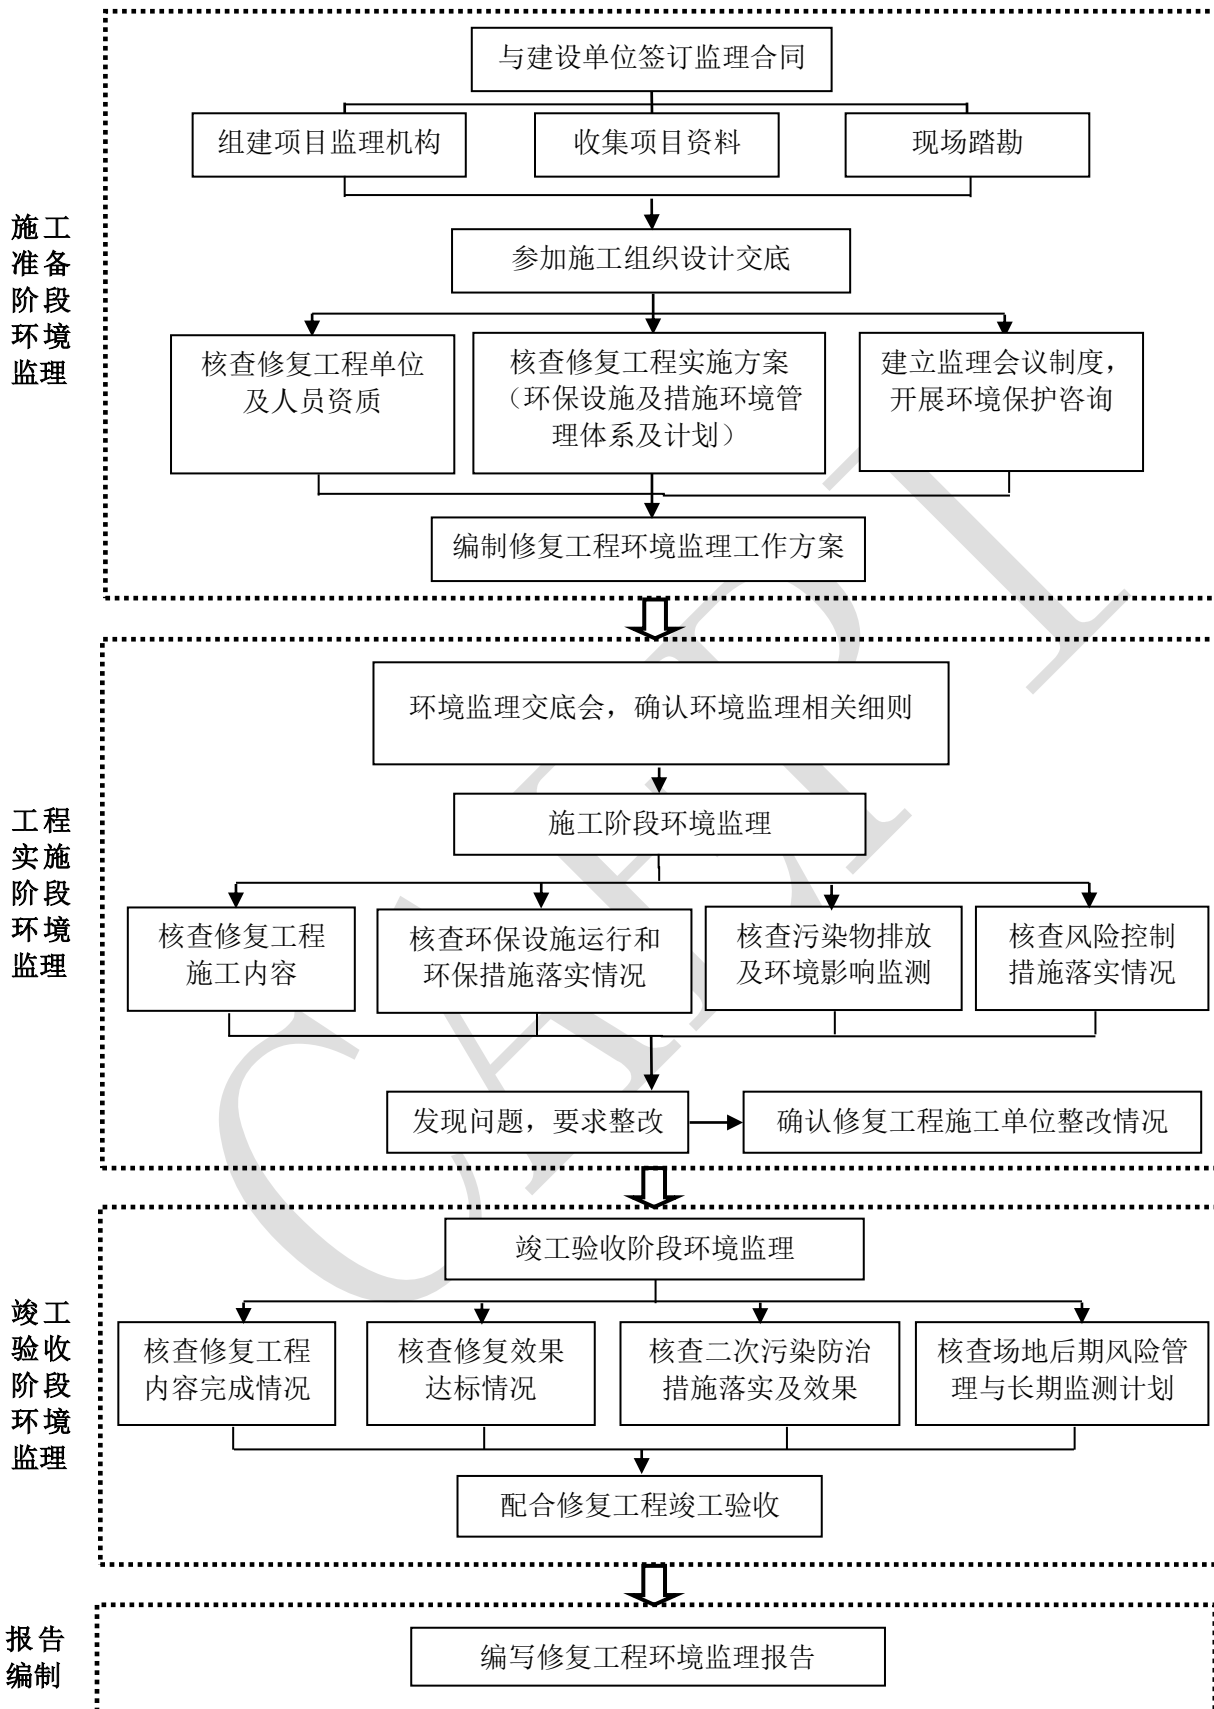 与建设单位签订监理合同
组建项目监理机构
收集项目资料
现场踏勘
施工
准备
阶段
环境
监理
参加施工组织设计交底
核查修复工程单位
及人员资质
核查修复工程实施方案
（环保设施及措施环境管
理体系及计划）
建立监理会议制度，
开展环境保护咨询
编制修复工程环境监理工作方案
环境监理交底会，确认环境监理相关细则
工程
实施
阶段
环境
监理
施工阶段环境监理
核查修复工程
施工内容
核查环保设施运行和
环保措施落实情况
核查污染物排放
及环境影响监测
核查风险控制
措施落实情况
发现问题，要求整改
确认修复工程施工单位整改情况
竣工
验收
阶段
环境
监理
竣工验收阶段环境监理
核查修复工程
内容完成情况
核查修复效果
达标情况
核查二次污染防治
措施落实及效果
核查场地后期风险管
理与长期监测计划
配合修复工程竣工验收
报告
编制
编写修复工程环境监理报告
CAEPI